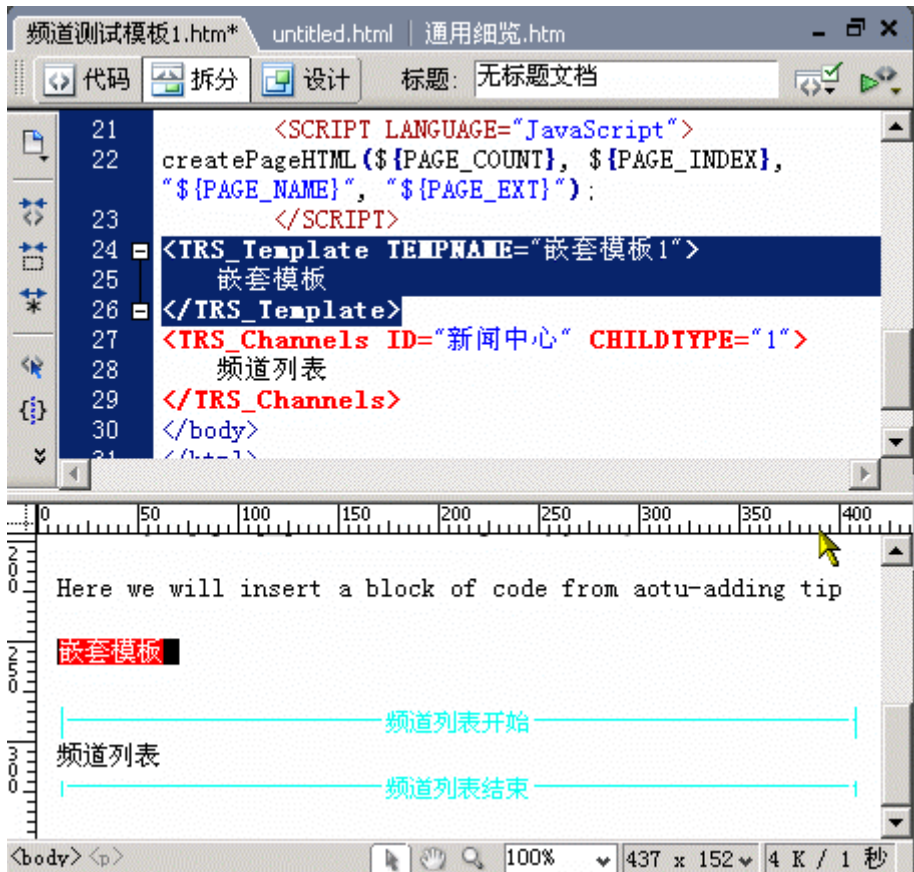 频道测试模板1.htm* untitled.html 通用细览.htm
代码 拆分 设计 标题: 无标题文档
21 <SCRIPT LANGUAGE="JavaScript">
22 createPageHTML(${PAGE_COUNT}, ${PAGE_INDEX},
"${PAGE_NAME}", "${PAGE_EXT}");
23 </SCRIPT>
24 <TRS_Template TEMPNAME="嵌套模板1">
25 嵌套模板
26 </TRS_Template>
27 <TRS_Channels ID="新闻中心" CHILDTYPE="1">
28 频道列表
29 </TRS_Channels>
30 </body>
31 </html>
0 50 100 150 200 250 300 350 400
200
Here we will insert a block of code from aotu-adding tip
250
嵌套模板
频道列表开始
300
频道列表
频道列表结束
<body> <p> 100% 437 x 152 4 K / 1 秒